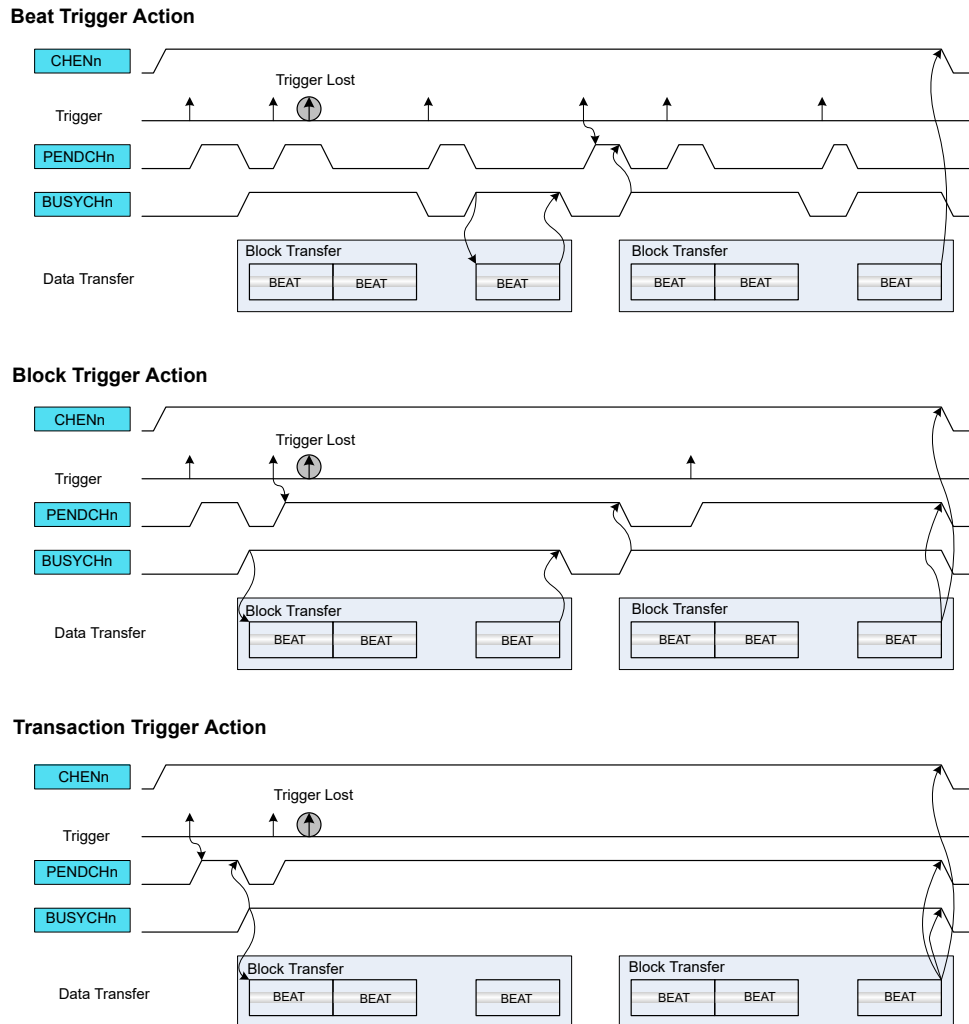 Beat Trigger Action
CHENn
Trigger Lost
Trigger
PENDCHn
BUSYCHn
Block Transfer
Block Transfer
Data Transfer
BEAT
BEAT
BEAT
BEAT
BEAT
BEAT
Block Trigger Action
CHENn
Trigger Lost
Trigger
PENDCHn
BUSYCHn
Block Transfer
Block Transfer
Data Transfer
BEAT
BEAT
BEAT
BEAT
BEAT
BEAT
Transaction Trigger Action
CHENn
Trigger Lost
Trigger
PENDCHn
BUSYCHn
Block Transfer
Block Transfer
Data Transfer
BEAT
BEAT
BEAT
BEAT
BEAT
BEAT